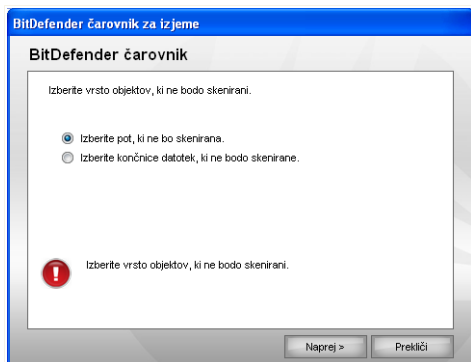 BitDefender čarovnik za izjeme
BitDefender čarovnik
Izberite vrsto objektov, ki ne bodo skenirani.
Izberite pot, ki ne bo skenirana.
Izberite končnice datotek, ki ne bodo skenirane.
Izberite vrsto objektov, ki ne bodo skenirani.
Naprej »
Prekliči